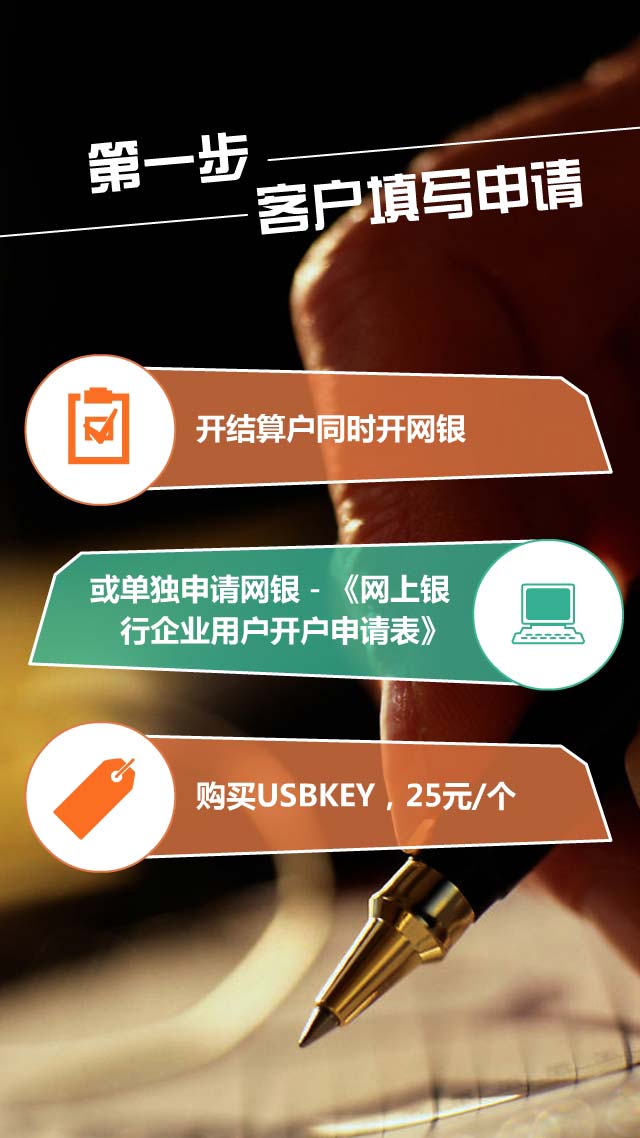 第一步
客户填写申请
开结算户同时开网银
或单独申请网银 - 《网上银
行企业用户开户申请表》
购买USBKEY，25元/个